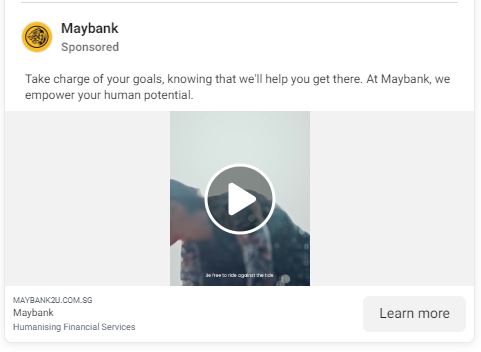 Maybank
Sponsored
Take charge of your goals, knowing that we'll help you get there. At Maybank, we
empower your human potential.
Be free to ride against the tide
MAYBANK2U.COM.SG
Maybank
Humanising Financial Services
Learn more